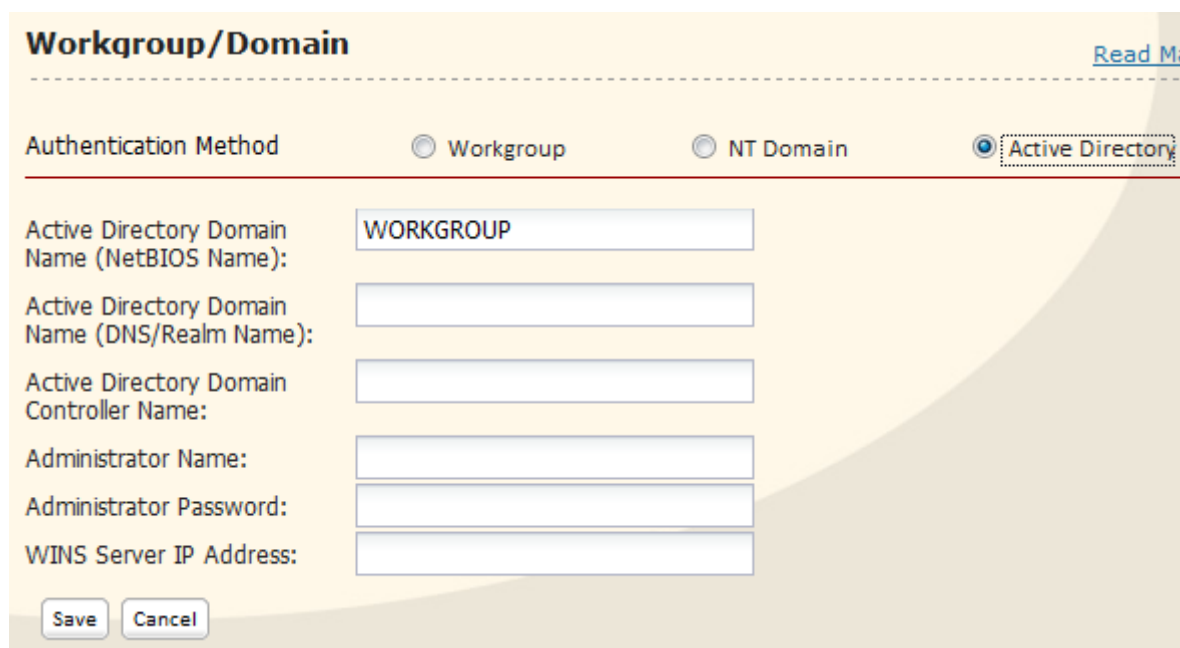 Workgroup/Domain
Read Ma
Authentication Method
Workgroup
NT Domain
Active Directory
Active Directory Domain
Name (NetBIOS Name):
WORKGROUP
Active Directory Domain
Name (DNS/Realm Name):
Active Directory Domain
Controller Name:
Administrator Name:
Administrator Password:
WINS Server IP Address:
Save
Cancel